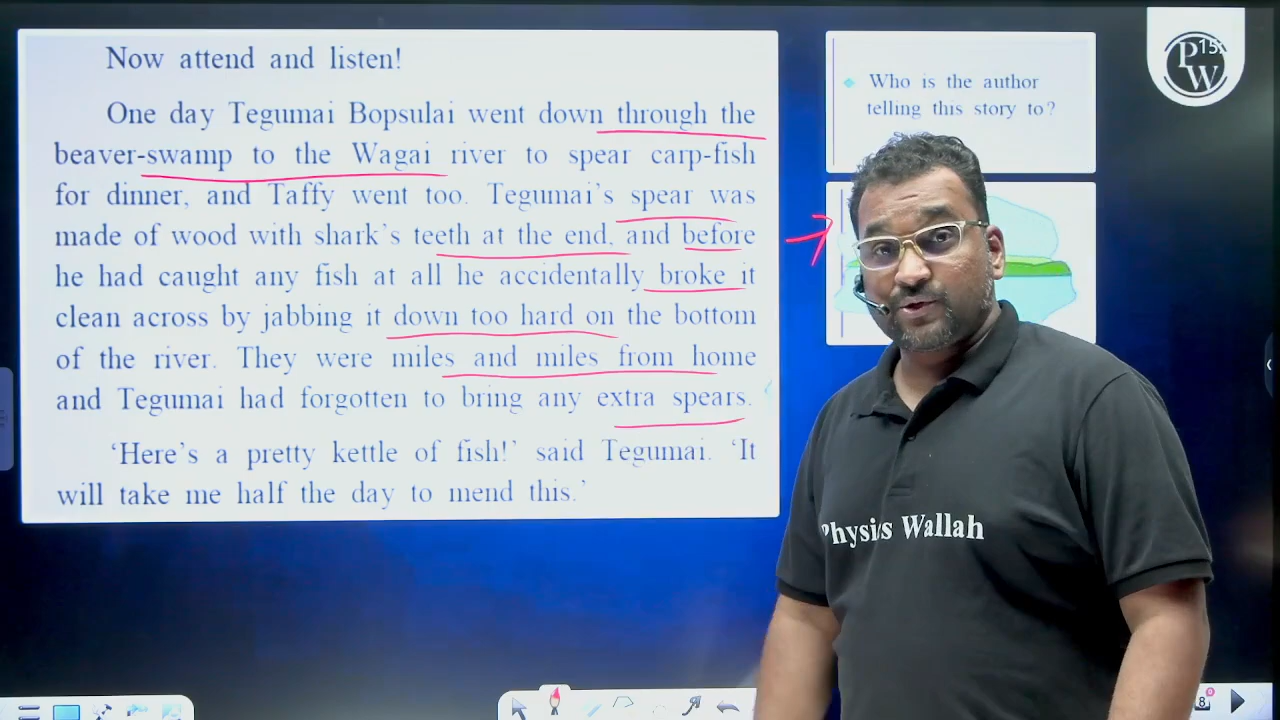 Now attend and listen!
One day Tegumai Bopsulai went down through the
beaver-swamp to the Wagai river to spear carp-fish
for dinner, and Taffy went too. Tegumai's spear was
made of wood with shark's teeth at the end, and before
he had caught any fish at all he accidentally broke it
clean across by jabbing it down too hard on the bottom
of the river. They were miles and miles from home
and Tegumai had forgotten to bring any extra spears.
‘Here's a pretty kettle of fish!’ said Tegumai. ‘It
will take me half the day to mend this.’
Who is the author
telling this story to?
P
W
15
Physics Wallah
8